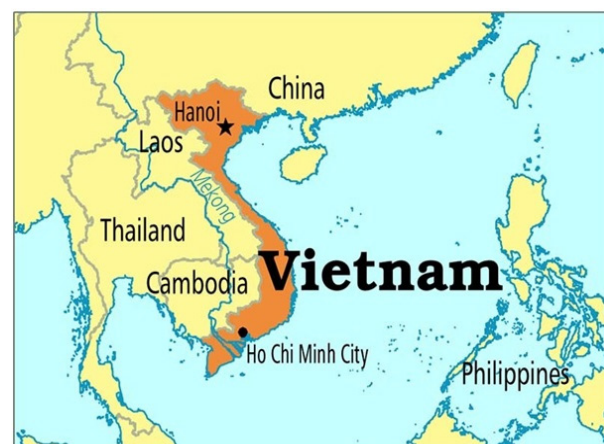 China
Hanoi
Laos
Mekong
Thailand
Vietnam
Cambodia
Ho Chi Minh City
Philippines